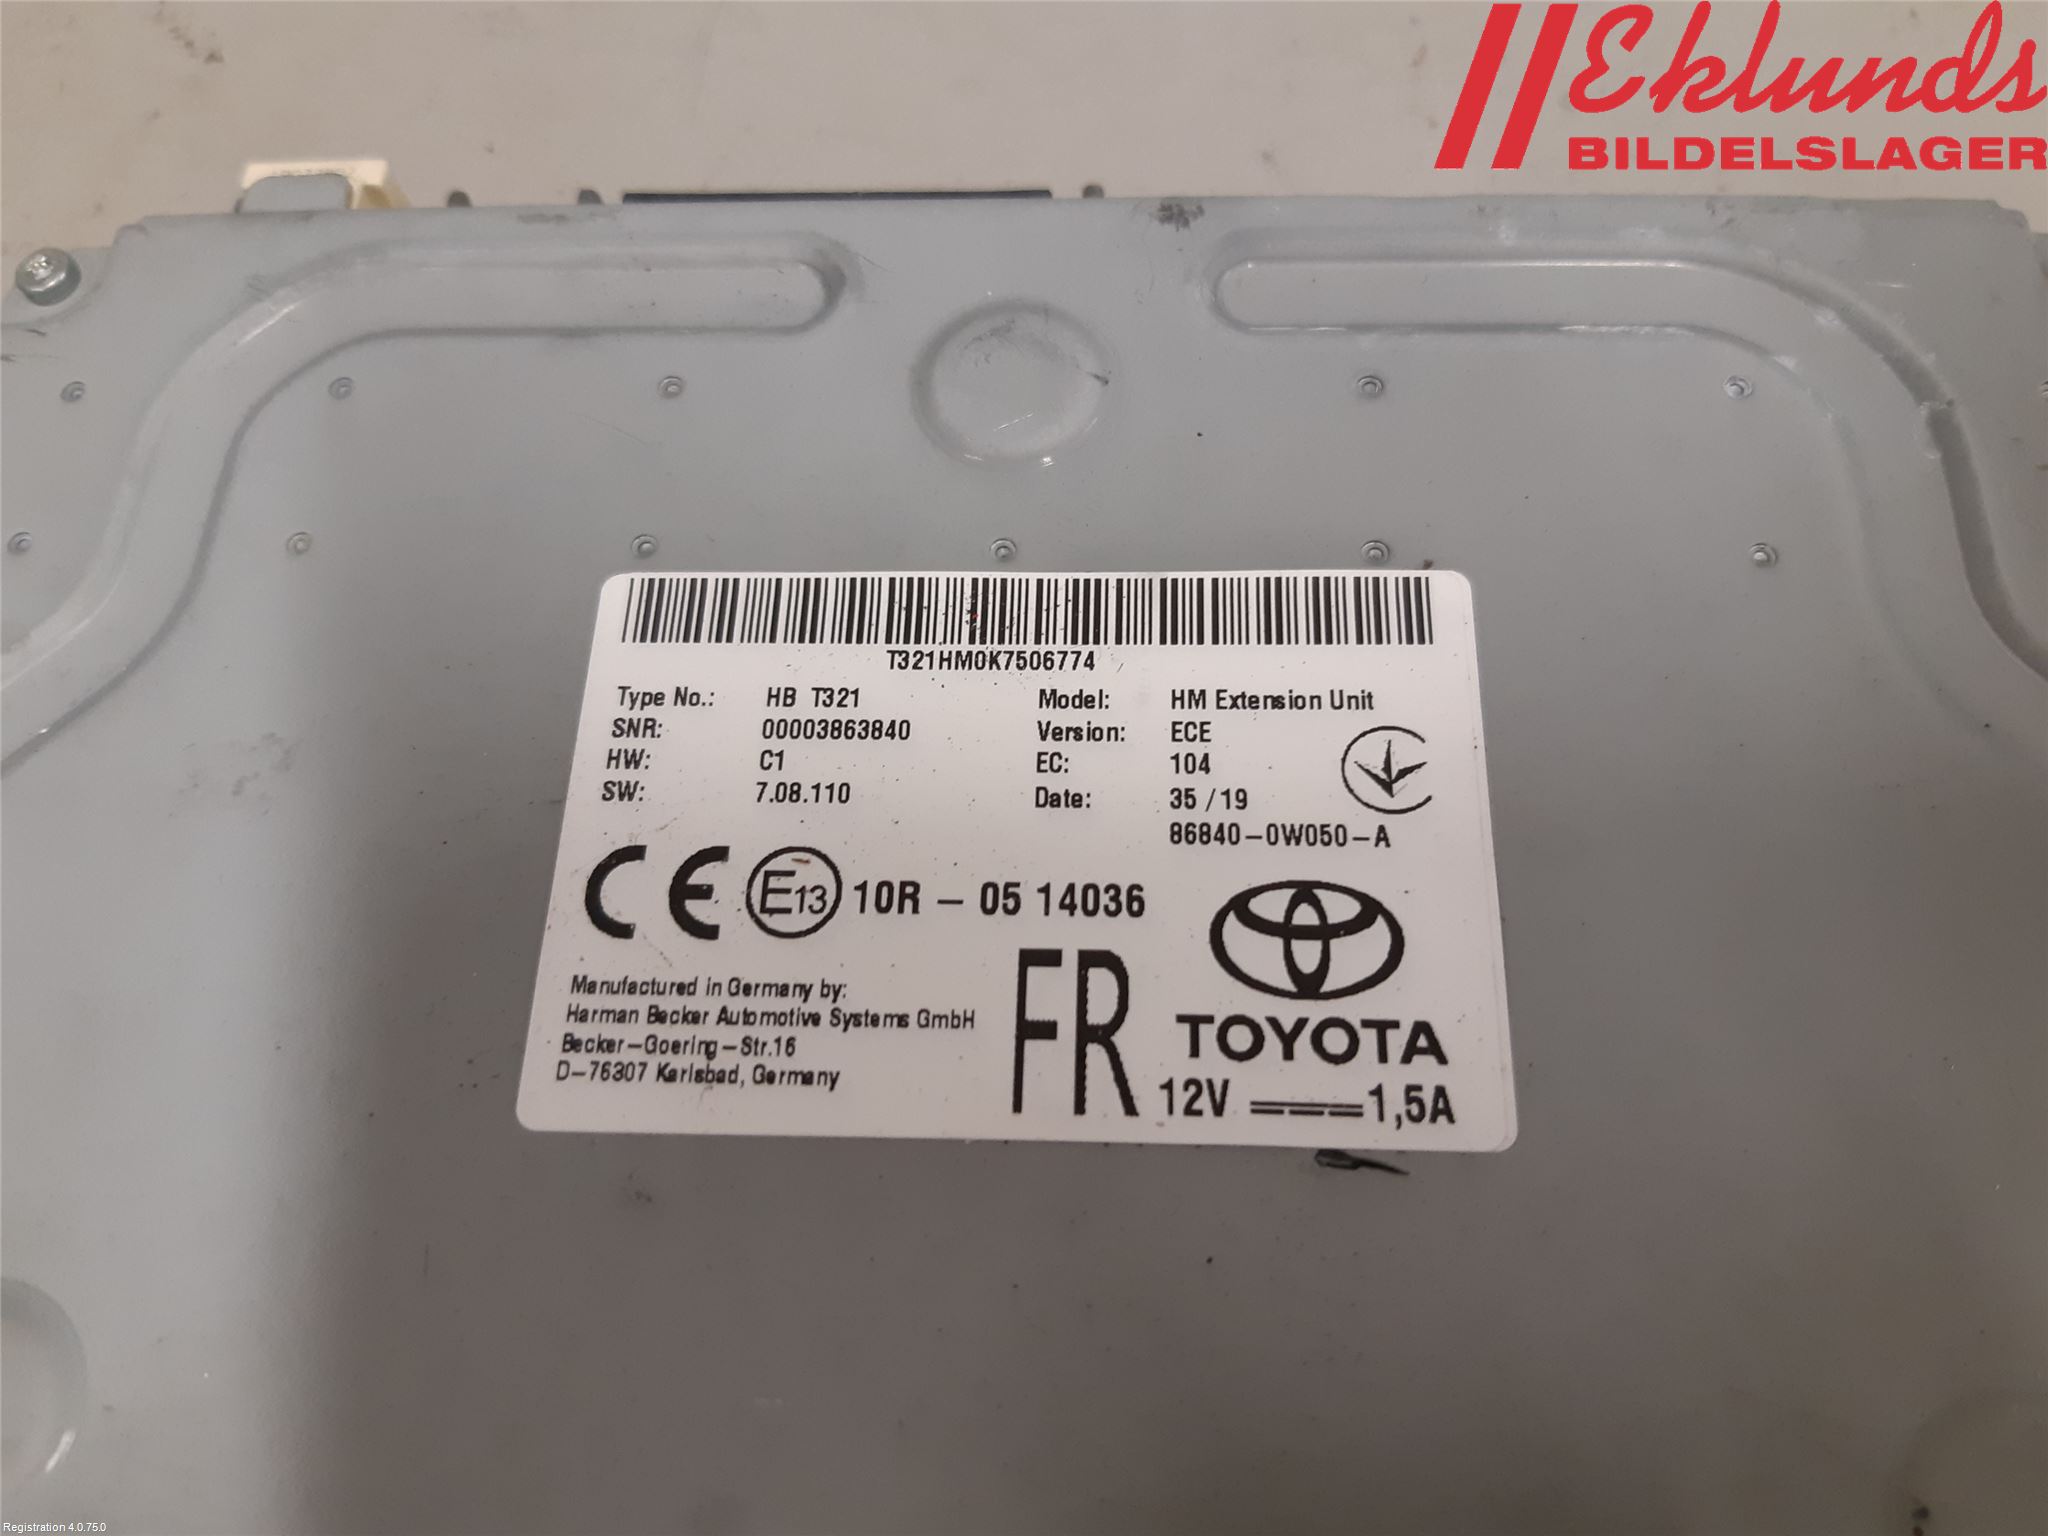 Eklunds
BILDELSLAGER
T321HM0K7506774
Type No.: HB T321 Model: HM Extension Unit
SNR: 00003863840 Version: ECE
HW: C1 EC: 104
SW: 7.08.110 Date: 35/19
86840-0W050-A
CE E13 10R - 05 14036
Manufactured in Germany by:
Harman Becker Automotive Systems GmbH
Becker-Goering-Str.16
D-76307 Karlsbad, Germany
FR
TOYOTA
12V 1,5A
Registration 4.0.75.0